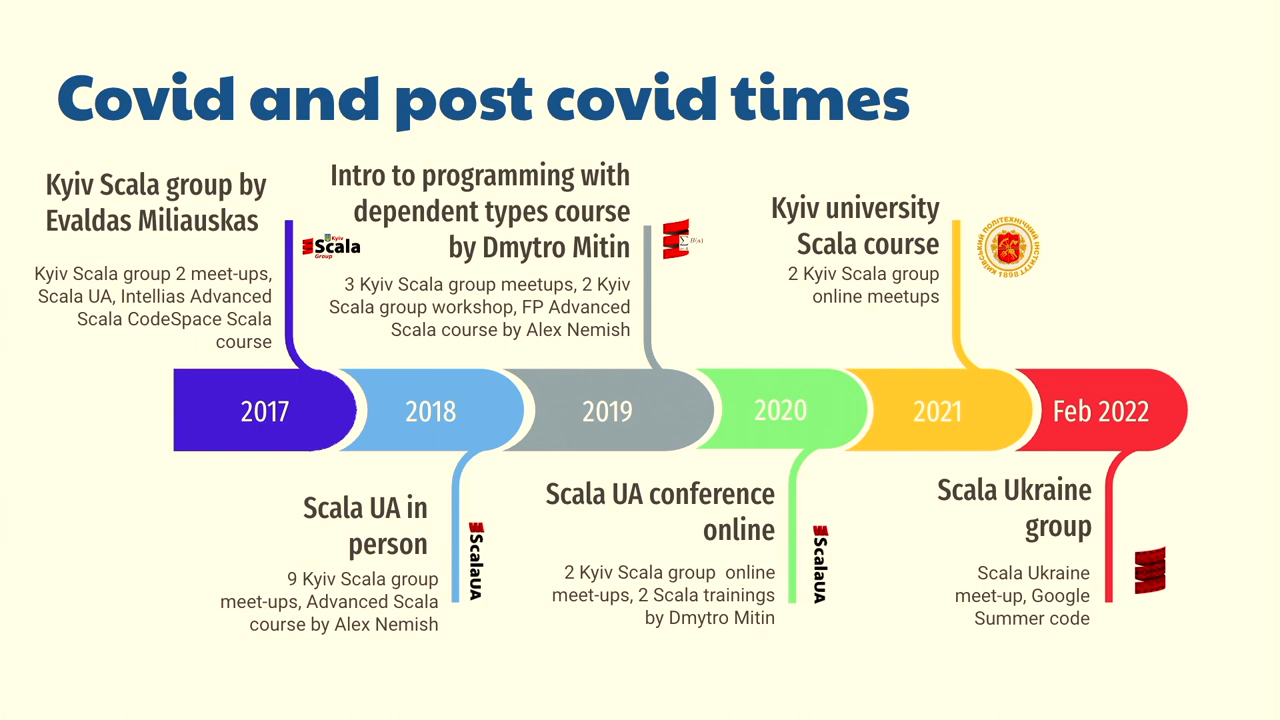 Covid and post covid times
Kyiv Scala group by
Evaldas Miliauskas
Kyiv Scala group 2 meet-ups,
Scala UA, Intellias Advanced
Scala CodeSpace Scala
course
Kyiv
Scala
Group
Intro to programming with
dependent types course
by Dmytro Mitin
3 Kyiv Scala group meetups, 2 Kyiv
Scala group workshop, FP Advanced
Scala course by Alex Nemish
Kyiv university
Scala course
2 Kyiv Scala group
online meetups
КИЇВСЬКИЙ ПОЛІТЕХНІЧНИЙ ІНСТИТУТ
1898
2017
2018
2019
2020
2021
Feb 2022
Scala UA in
person
9 Kyiv Scala group
meet-ups, Advanced Scala
course by Alex Nemish
ScalaUA
Scala UA conference
online
2 Kyiv Scala group  online
meet-ups, 2 Scala trainings
by Dmytro Mitin
ScalaUA
Scala Ukraine
group
Scala Ukraine
meet-up, Google
Summer code